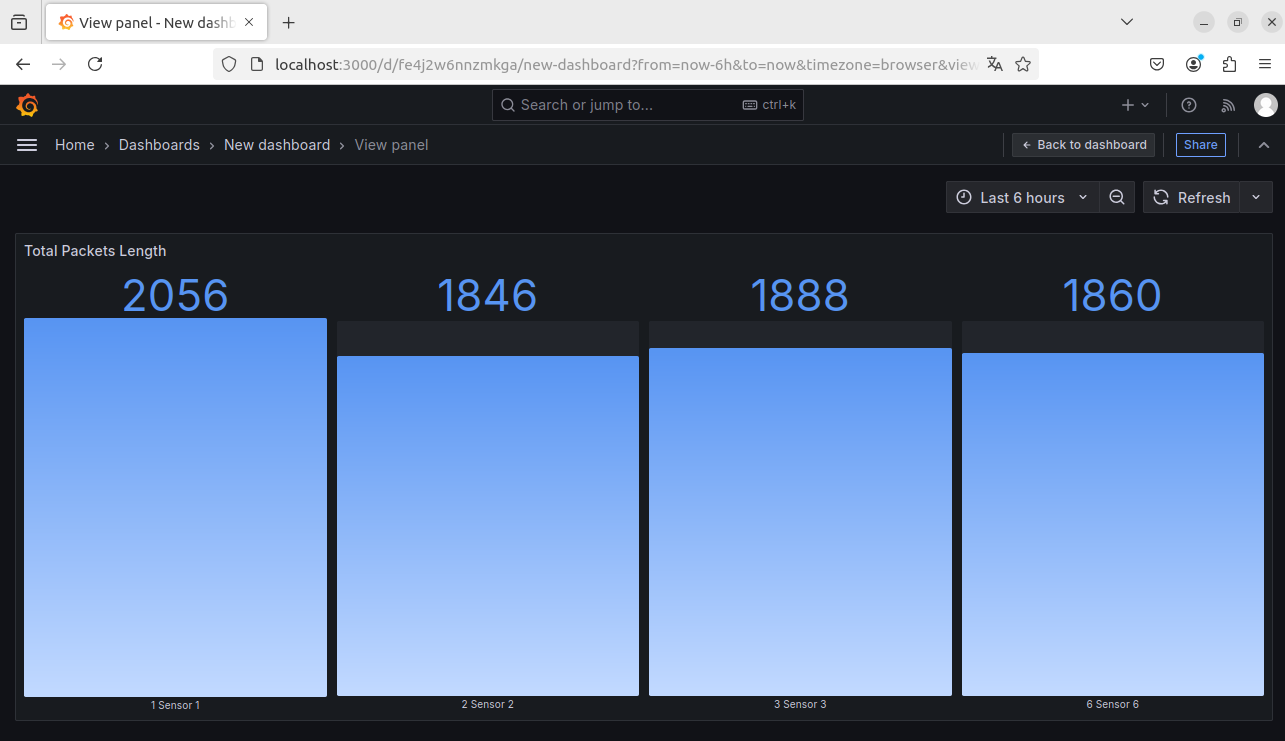 View panel - New dashb
localhost:3000/d/fe4j2w6nnzmkga/new-dashboard?from=now-6h&to=now&timezone=browser&view
Search or jump to... ctrl+k
Home › Dashboards › New dashboard › View panel
Back to dashboard
Share
Last 6 hours
Refresh
Total Packets Length
2056 1846 1888 1860
1 Sensor 1 2 Sensor 2 3 Sensor 3 6 Sensor 6